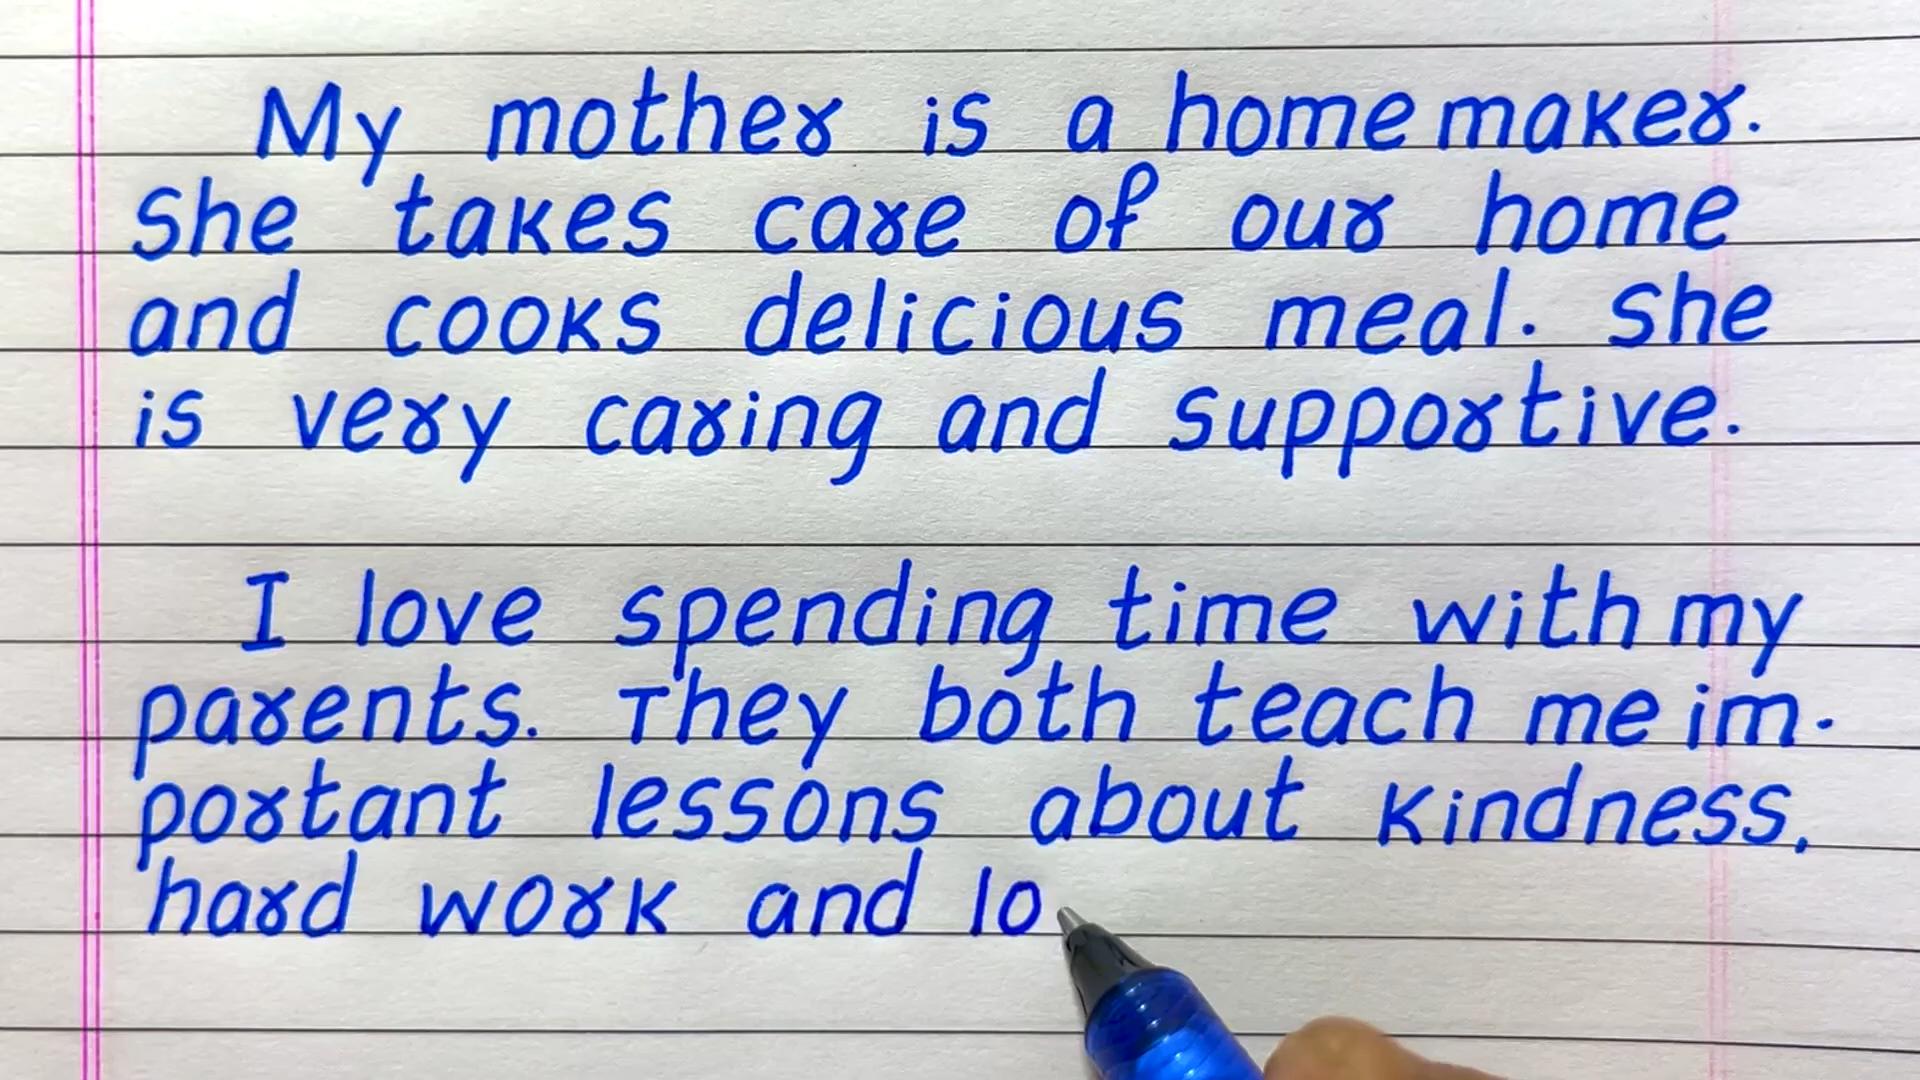 My mother is a homemaker.
She takes care of our home
and cooks delicious meal. She
is very caring and supportive.
I love spending time with my
parents. They both teach me im-
portant lessons about kindness,
hard work and lo